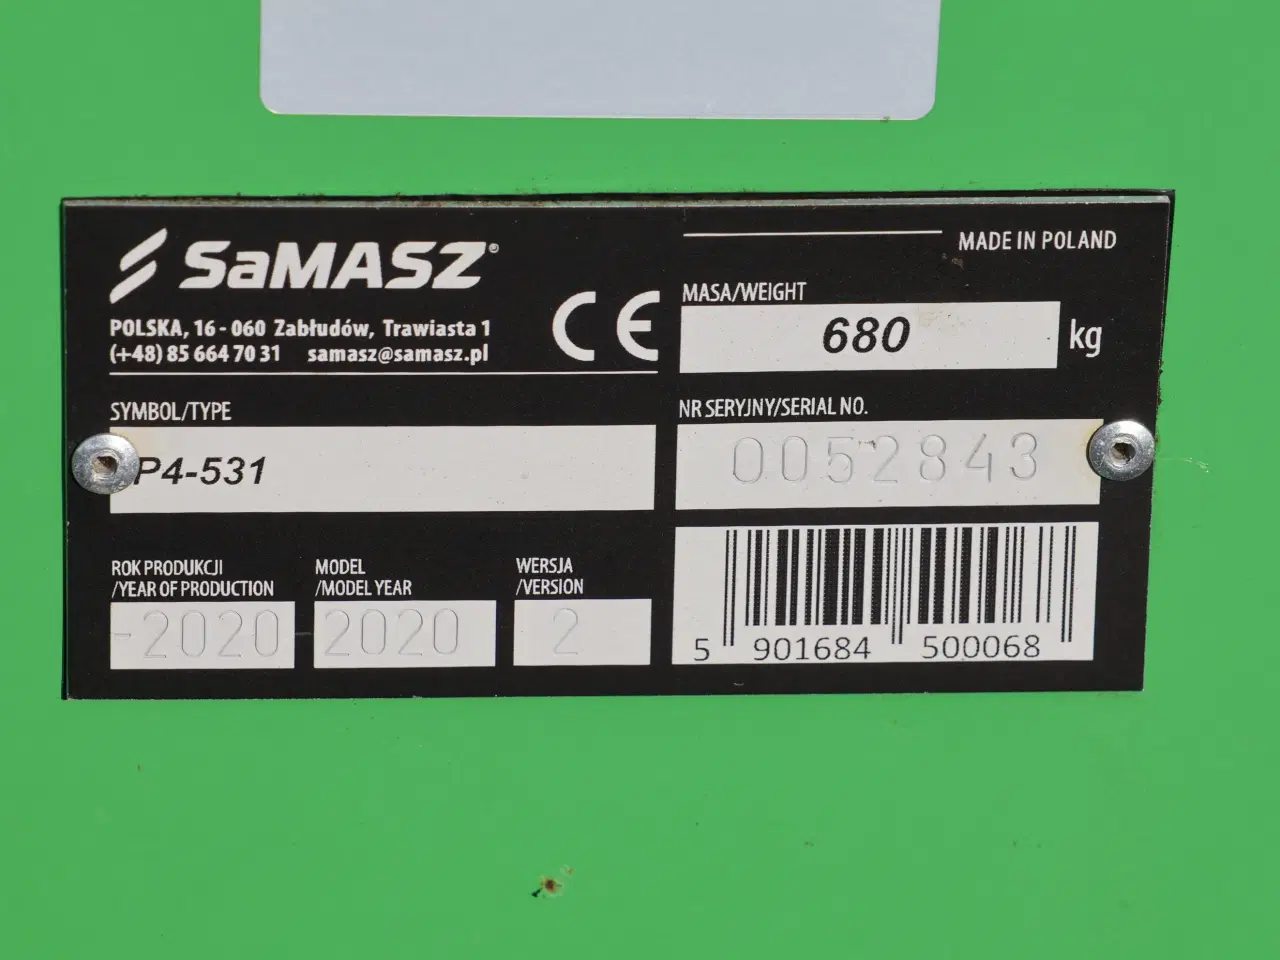 SaMASZ®
POLSKA, 16 - 060 Zabłudów, Trawiasta 1
(+48) 85 664 70 31 samasz@samasz.pl
CE
MADE IN POLAND
MASA/WEIGHT
680 kg
SYMBOL/TYPE
P4-531
NR SERYJNY/SERIAL NO.
0052843
ROK PRODUKCJI
/YEAR OF PRODUCTION
-2020-
MODEL
/MODEL YEAR
2020
WERSJA
/VERSION
2
5 901684 500068